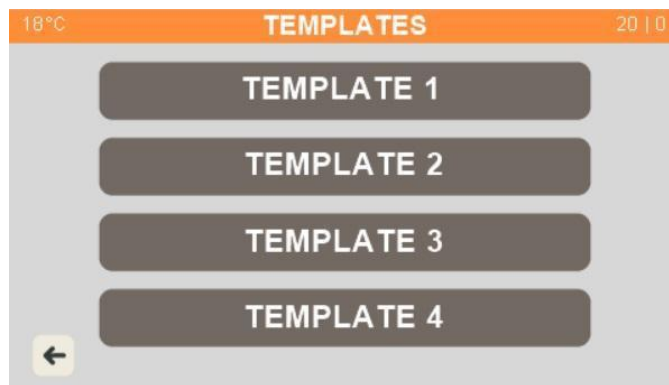 18°C TEMPLATES 20 | 0
TEMPLATE 1
TEMPLATE 2
TEMPLATE 3
TEMPLATE 4